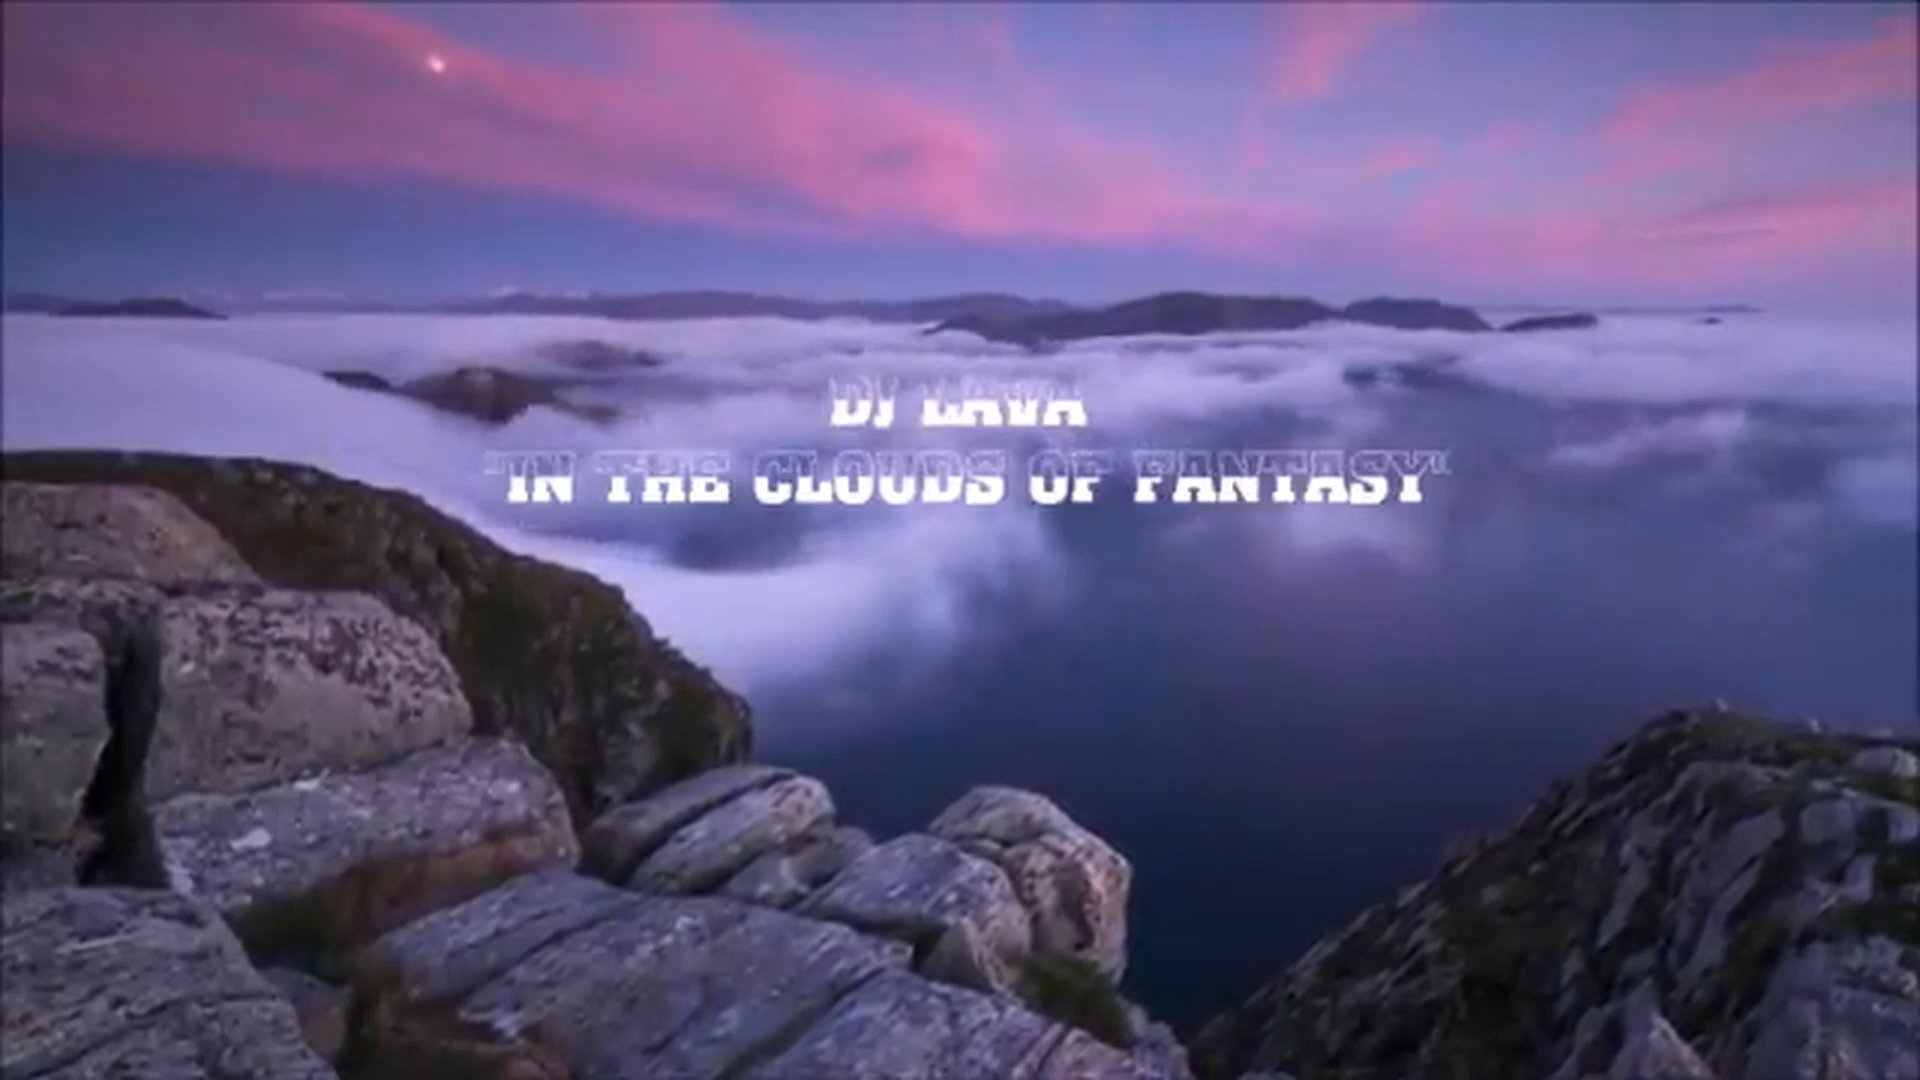 DJ LAVA
"IN THE CLOUDS OF FANTASY"